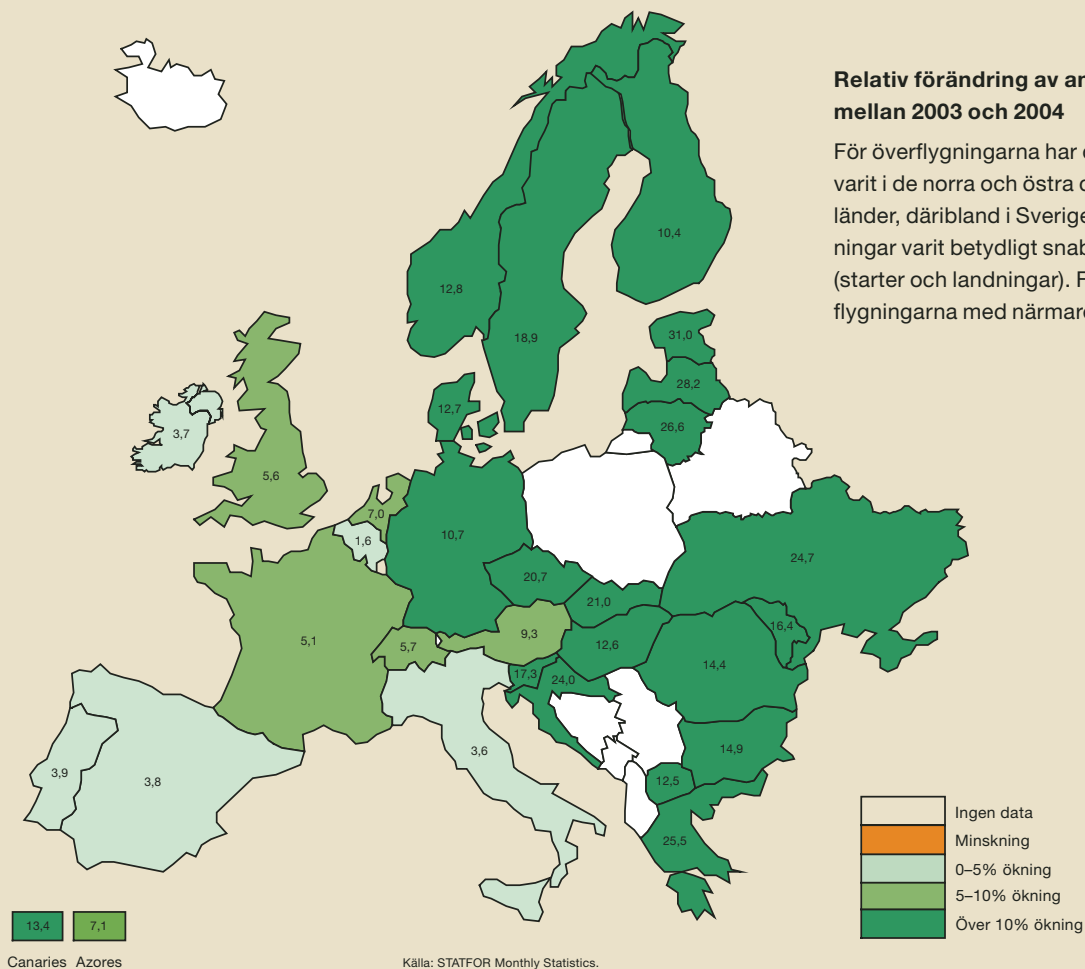 Relativ förändring av
mellan 2003 och 2004
För överflygningarna har
varit i de norra och östra
länder, däribland i Sverige
ningar varit betydligt
(starter och landningar).
flygningarna med
10,4
12,8
18,9
31,0
28,2
12,7
26,6
3,7
5,6
7,0
1,6
10,7
24,7
20,7
21,0
16,4
9,3
5,1
5,7
12,6
14,4
17,3
24,0
3,6
14,9
3,9
3,8
12,5
25,5
Ingen data
Minskning
0–5% ökning
5–10% ökning
Över 10% ökning
13,4 7,1
Canaries Azores
Källa: STATFOR Monthly Statistics.